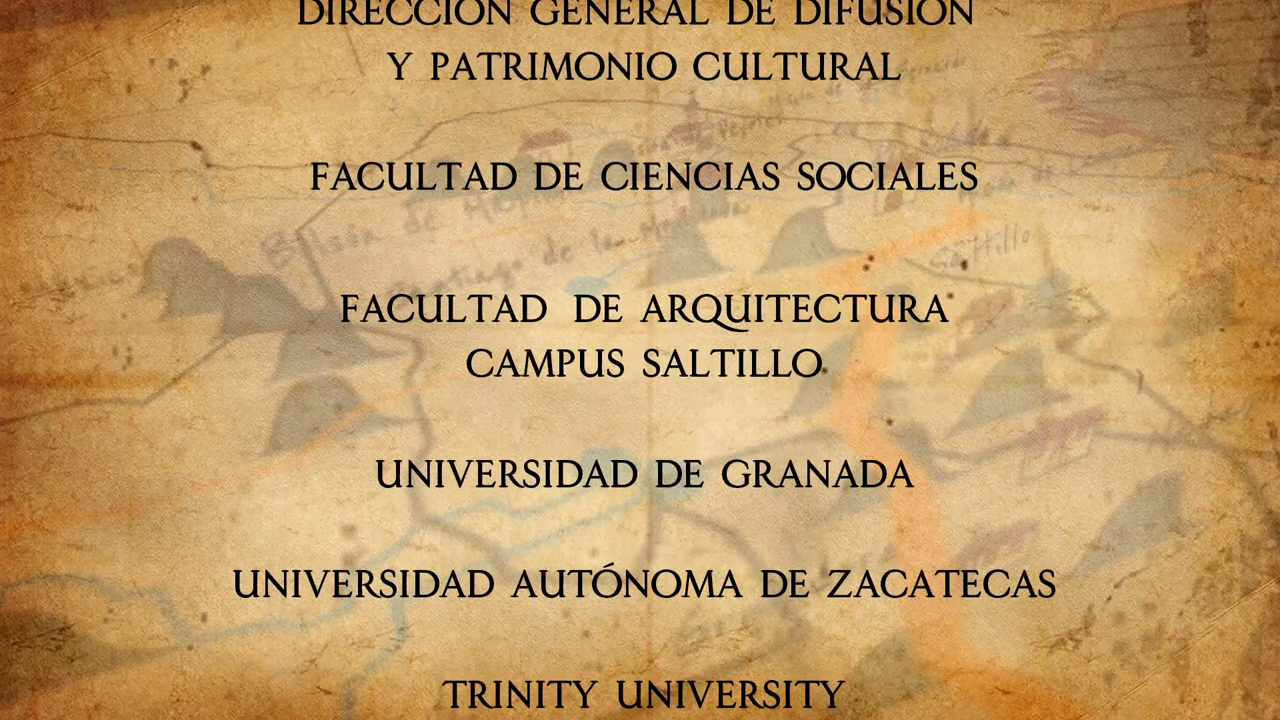 DIRECCIÓN GENERAL DE DIFUSIÓN
Y PATRIMONIO CULTURAL
FACULTAD DE CIENCIAS SOCIALES
Saltillo
FACULTAD DE ARQUITECTURA
CAMPUS SALTILLO
UNIVERSIDAD DE GRANADA
UNIVERSIDAD AUTÓNOMA DE ZACATECAS
TRINITY UNIVERSITY